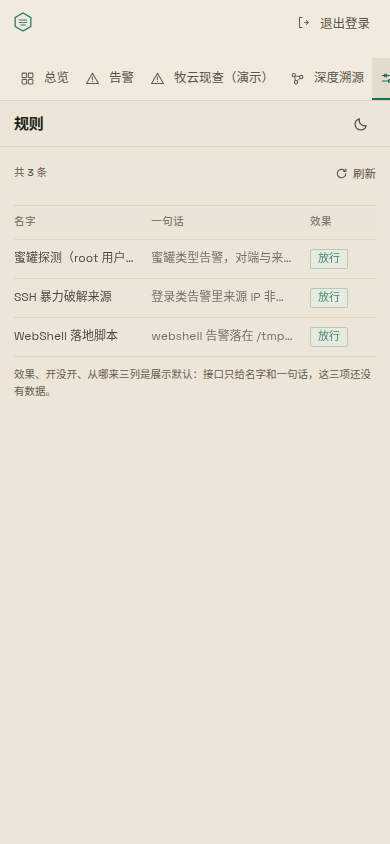 退出登录
总览 告警 牧云现查（演示） 深度溯源
规则
共 3 条 刷新
名字 一句话 效果
蜜罐探测（root 用户... 蜜罐类型告警，对端与来... 放行
SSH 暴力破解来源 登录类告警里来源 IP 非... 放行
WebShell 落地脚本 webshell 告警落在 /tmp... 放行
效果、开没开、从哪来三列是展示默认：接口只给名字和一句话，这三项还没
有数据。